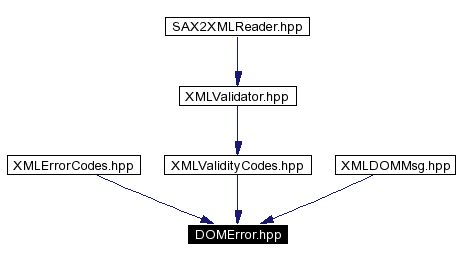 SAX2XMLReader.hpp
XMLValidator.hpp
XMLErrorCodes.hpp
XMLValidityCodes.hpp
XMLDOMMsg.hpp
DOMError.hpp